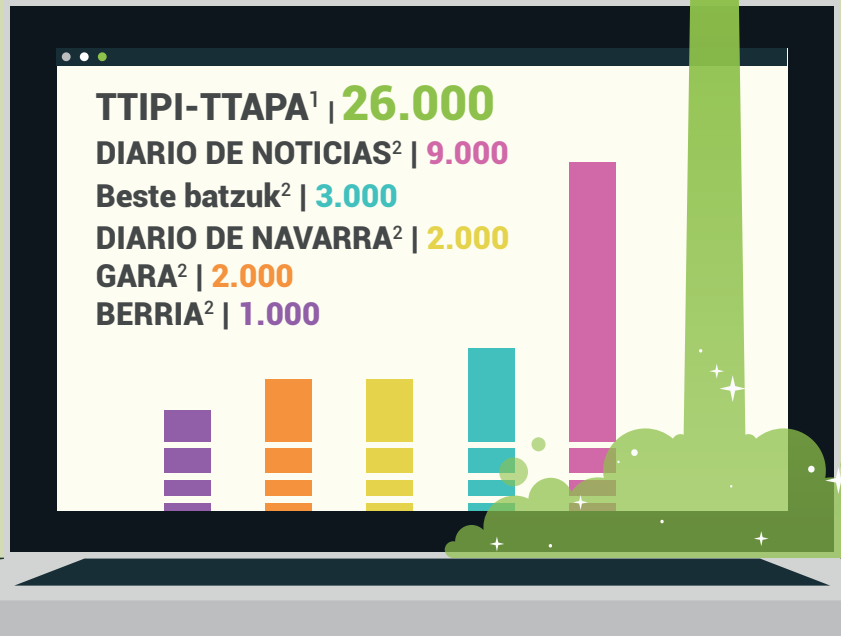 TTIPI-TTAPA¹ | 26.000
DIARIO DE NOTICIAS² | 9.000
Beste batzuk² | 3.000
DIARIO DE NAVARRA² | 2.000
GARA² | 2.000
BERRIA² | 1.000